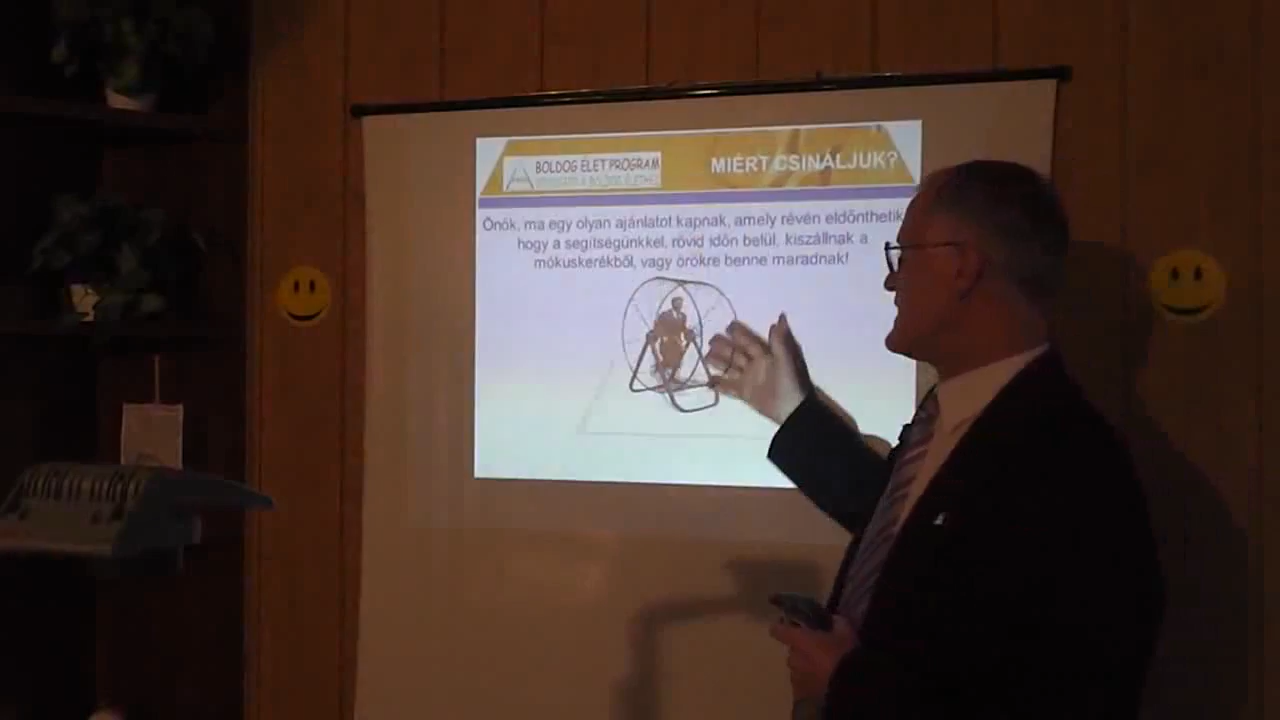 BOLDOG ÉLET PROGRAM
MIÉRT CSINÁLJUK?
Önök, ma egy olyan ajánlatot kapnak, amely révén eldönthetik
hogy a segítségünkkel, rövid időn belül, kiszállnak a
mókuskerékből, vagy örökre benne maradnak!